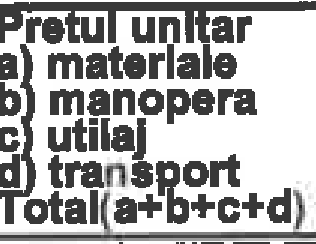 Pretul unitar
a) materiale
b) manopera
c) utilaj
d) transport
Total(a+b+c+d)